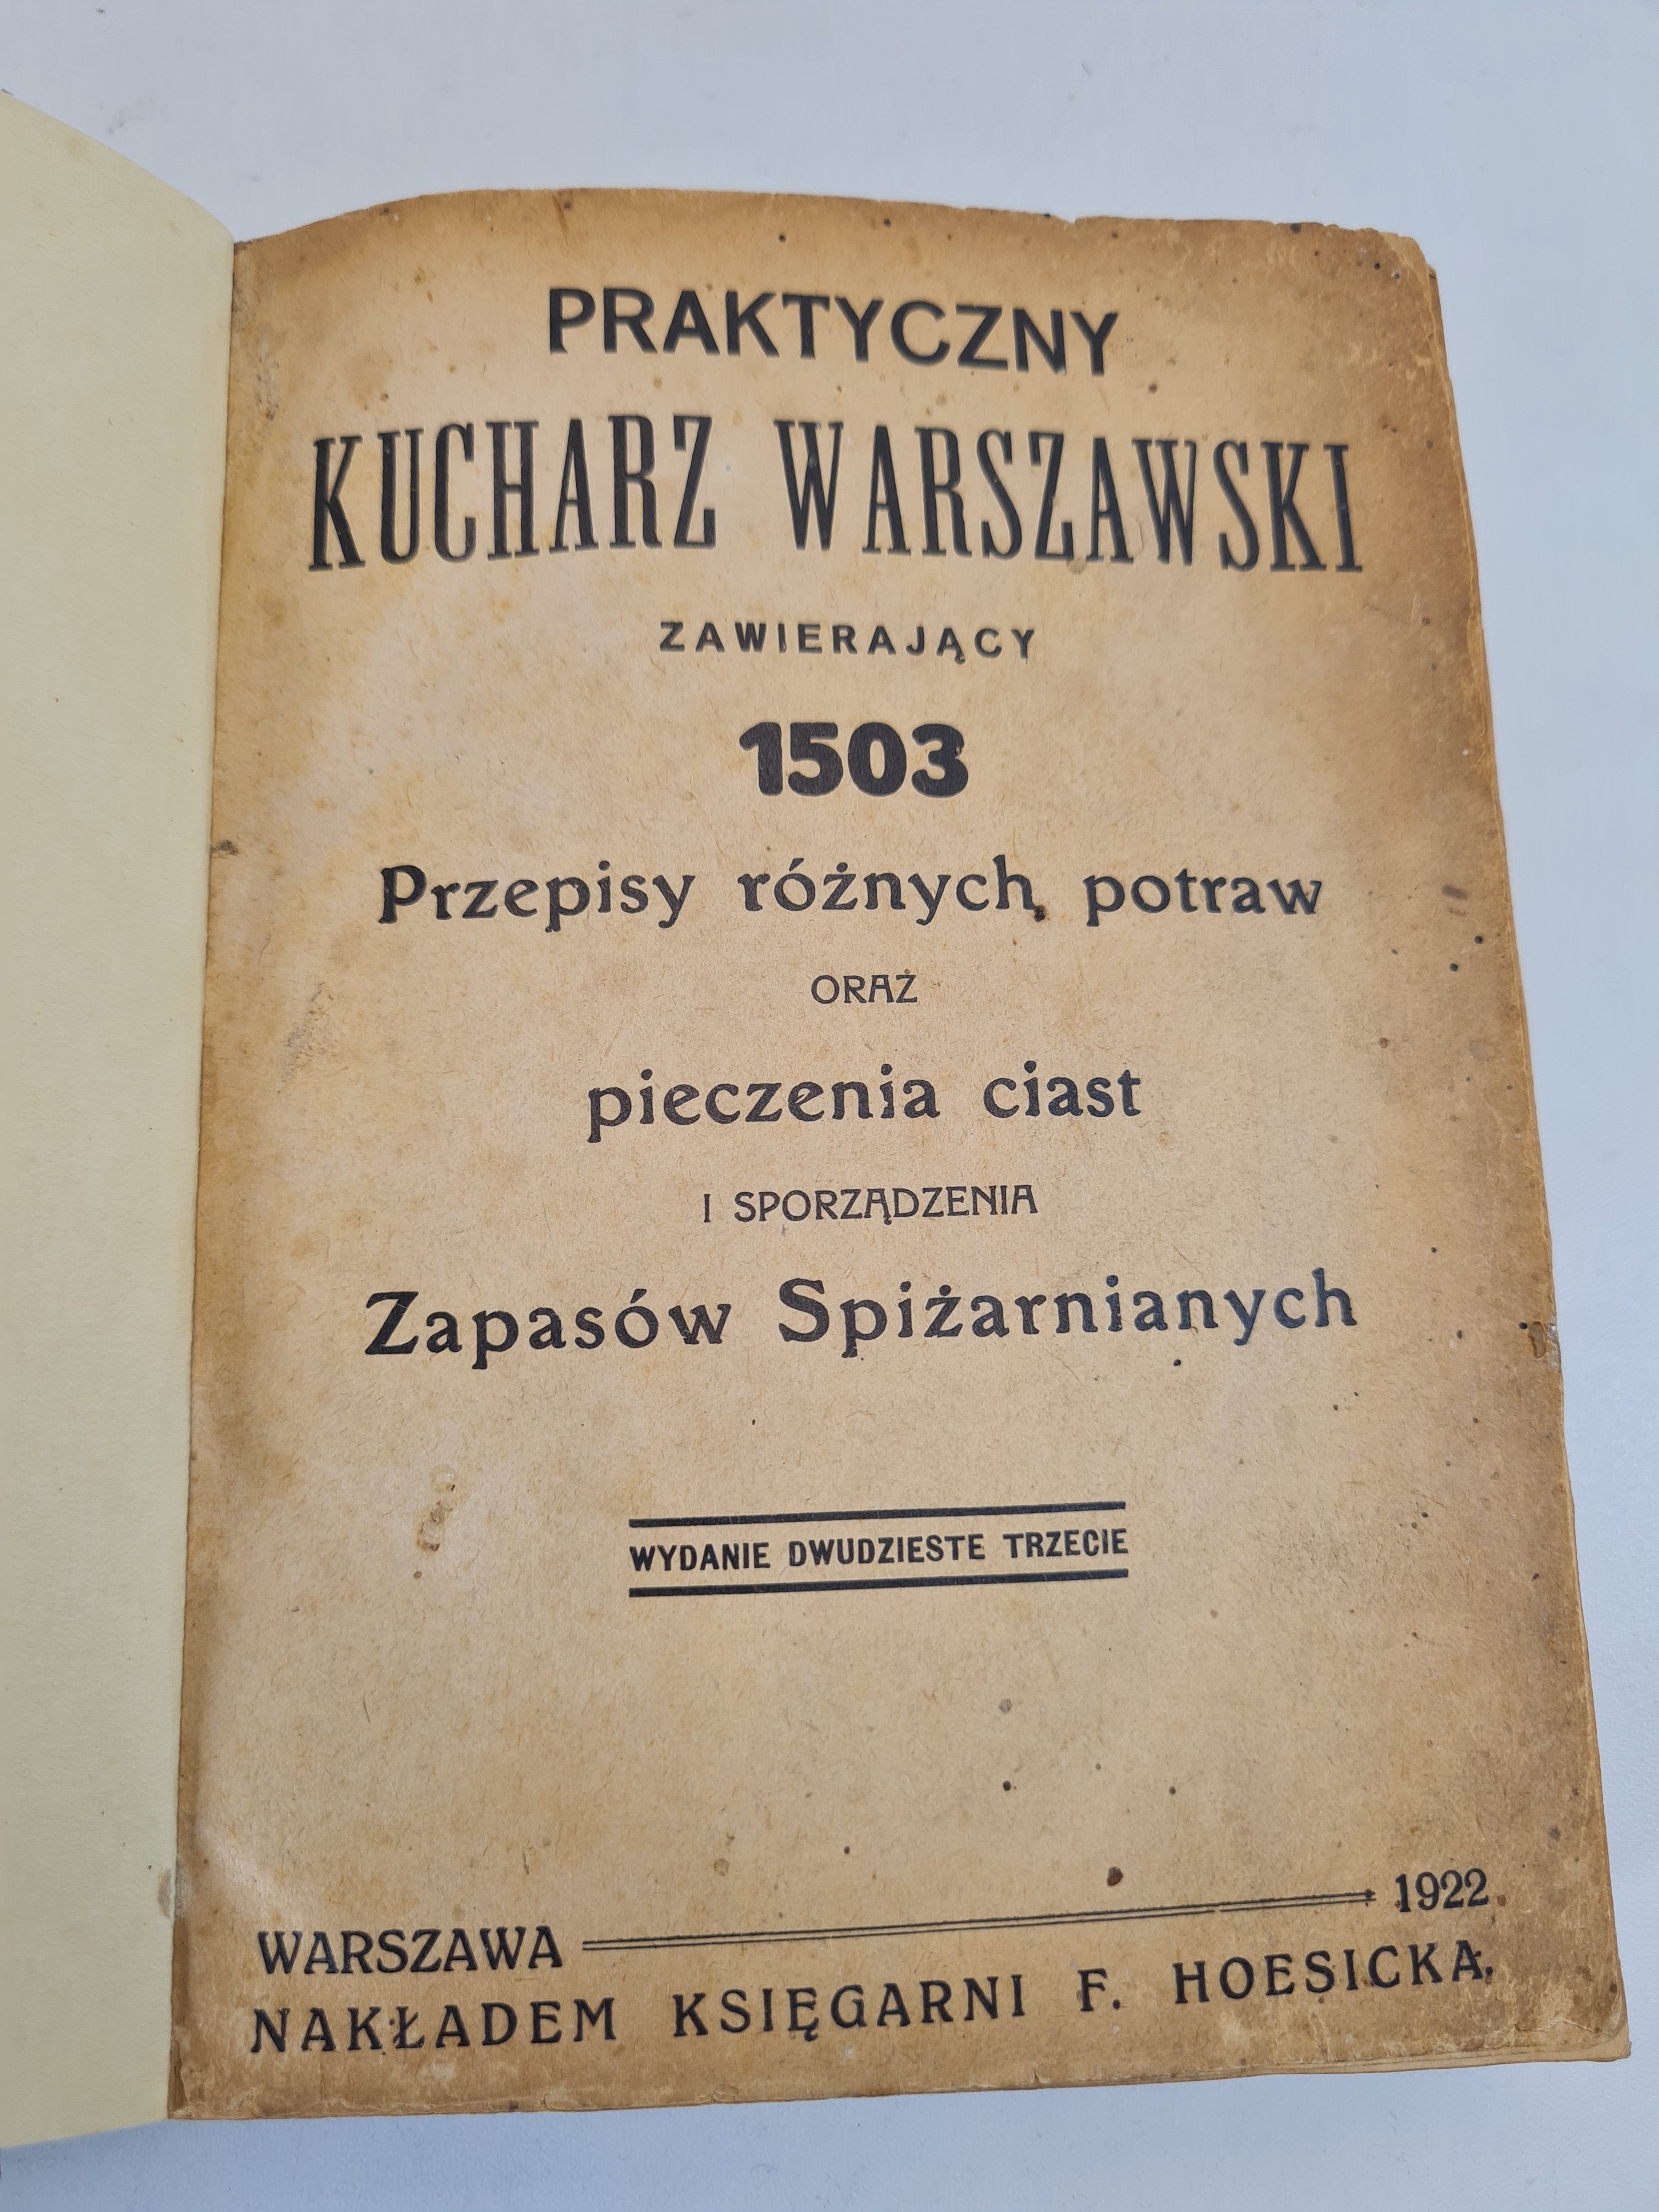 PRAKTYCZNY
KUCHARZ WARSZAWSKI
ZAWIERAJĄCY
1503
Przepisy różnych potraw
ORAZ
pieczenia ciast
I SPORZĄDZENIA
Zapasów Spiżarnianych
WYDANIE DWUDZIESTE TRZECIE
WARSZAWA 1922
NAKŁADEM KSIĘGARNI F. HOESICKA.